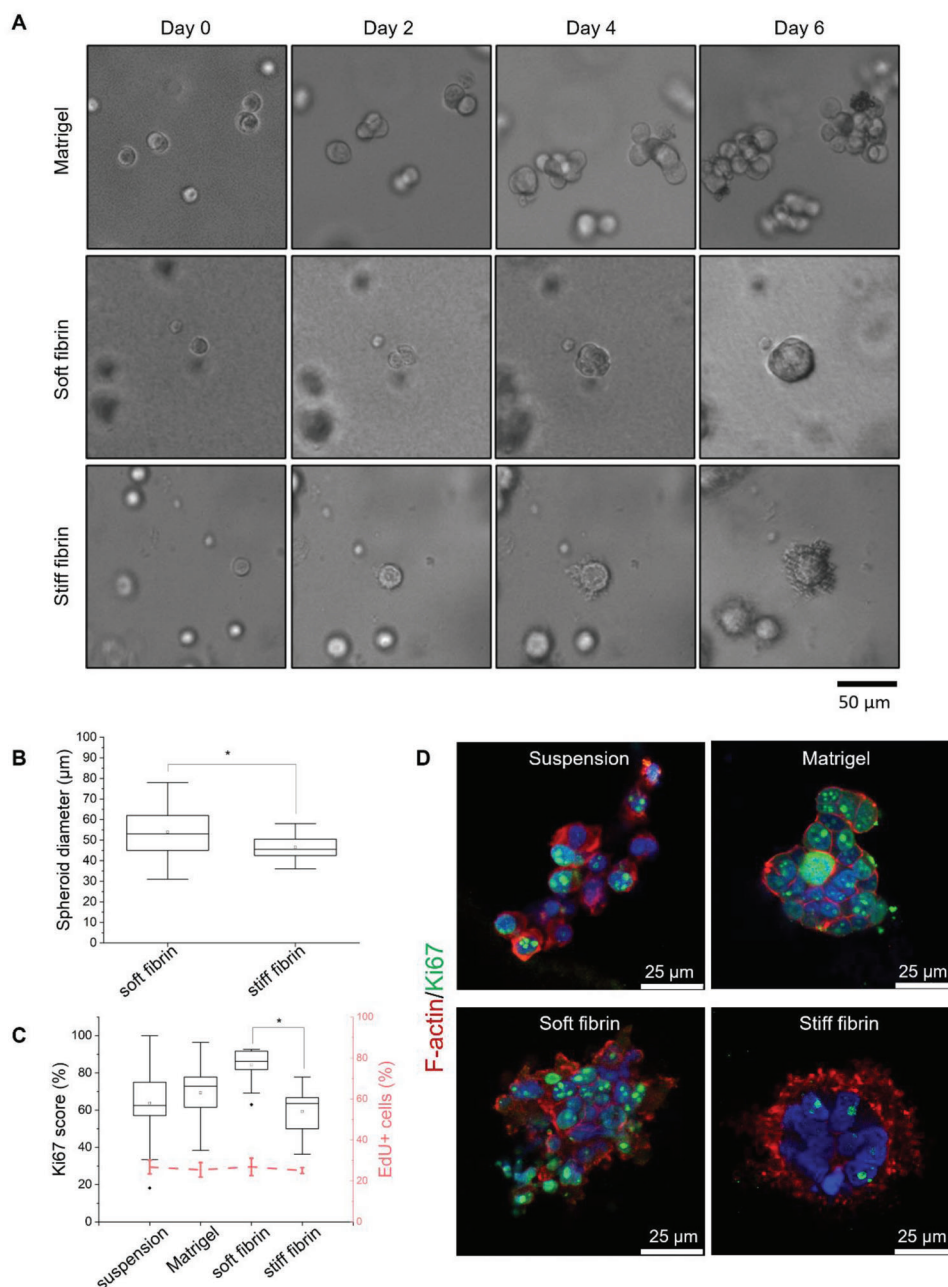 A
Day 0 Day 2 Day 4 Day 6
Matrigel
Soft fibrin
Stiff fibrin
50 µm
B
Spheroid diameter (µm)
100
90
80
70
60
50
40
30
20
10
0
*
soft fibrin
stiff fibrin
C
Ki67 score (%)
100
80
60
40
20
0
*
EdU+ cells (%)
100
80
60
40
20
0
suspension
Matrigel
soft fibrin
stiff fibrin
D
F-actin/Ki67
Suspension
25 µm
Matrigel
25 µm
Soft fibrin
25 µm
Stiff fibrin
25 µm